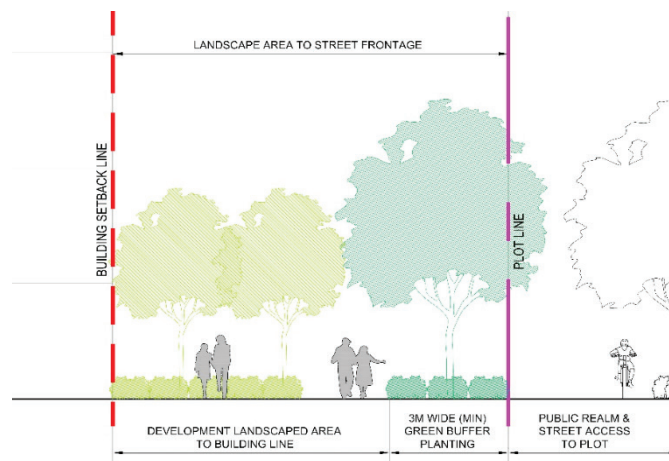 LANDSCAPE AREA TO STREET FRONTAGE
BUILDING SETBACK LINE
PLOT LINE
DEVELOPMENT LANDSCAPED AREA
TO BUILDING LINE
3M WIDE (MIN)
GREEN BUFFER
PLANTING
PUBLIC REALM &
STREET ACCESS
TO PLOT